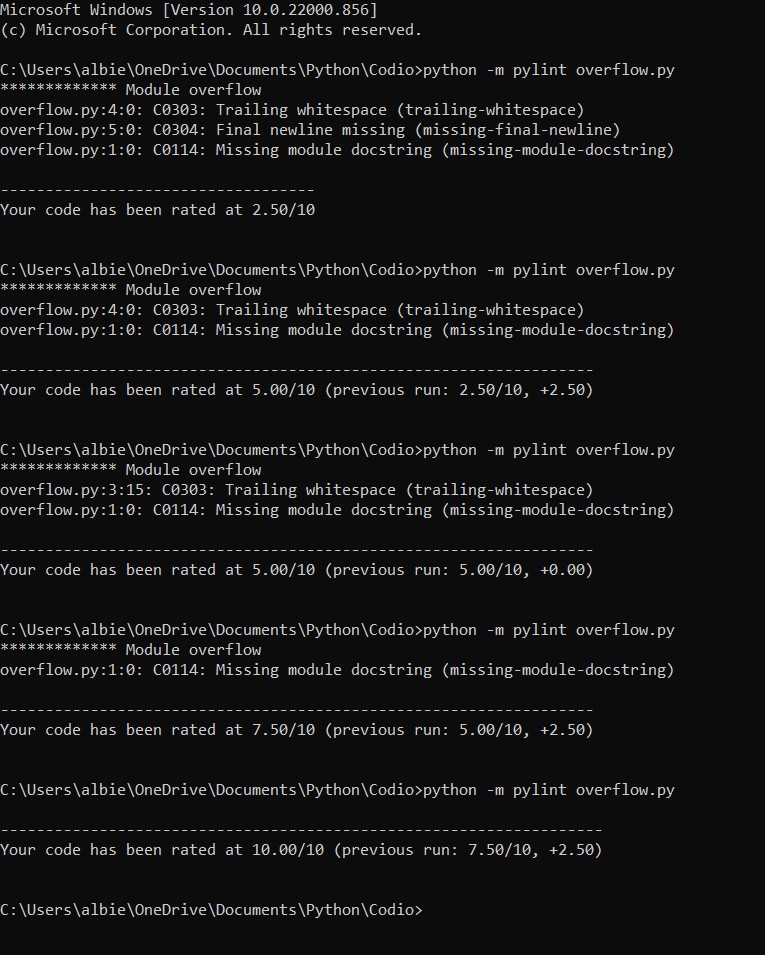 Microsoft Windows [Version 10.0.22000.856]
(c) Microsoft Corporation. All rights reserved.
C:\Users\albie\OneDrive\Documents\Python\Codio>python -m pylint overflow.py
************* Module overflow
overflow.py:4:0: C0303: Trailing whitespace (trailing-whitespace)
overflow.py:5:0: C0304: Final newline missing (missing-final-newline)
overflow.py:1:0: C0114: Missing module docstring (missing-module-docstring)
-----------------------------------
Your code has been rated at 2.50/10
C:\Users\albie\OneDrive\Documents\Python\Codio>python -m pylint overflow.py
************* Module overflow
overflow.py:4:0: C0303: Trailing whitespace (trailing-whitespace)
overflow.py:1:0: C0114: Missing module docstring (missing-module-docstring)
------------------------------------------------------------------
Your code has been rated at 5.00/10 (previous run: 2.50/10, +2.50)
C:\Users\albie\OneDrive\Documents\Python\Codio>python -m pylint overflow.py
************* Module overflow
overflow.py:3:15: C0303: Trailing whitespace (trailing-whitespace)
overflow.py:1:0: C0114: Missing module docstring (missing-module-docstring)
------------------------------------------------------------------
Your code has been rated at 5.00/10 (previous run: 5.00/10, +0.00)
C:\Users\albie\OneDrive\Documents\Python\Codio>python -m pylint overflow.py
************* Module overflow
overflow.py:1:0: C0114: Missing module docstring (missing-module-docstring)
------------------------------------------------------------------
Your code has been rated at 7.50/10 (previous run: 5.00/10, +2.50)
C:\Users\albie\OneDrive\Documents\Python\Codio>python -m pylint overflow.py
-------------------------------------------------------------------
Your code has been rated at 10.00/10 (previous run: 7.50/10, +2.50)
C:\Users\albie\OneDrive\Documents\Python\Codio>